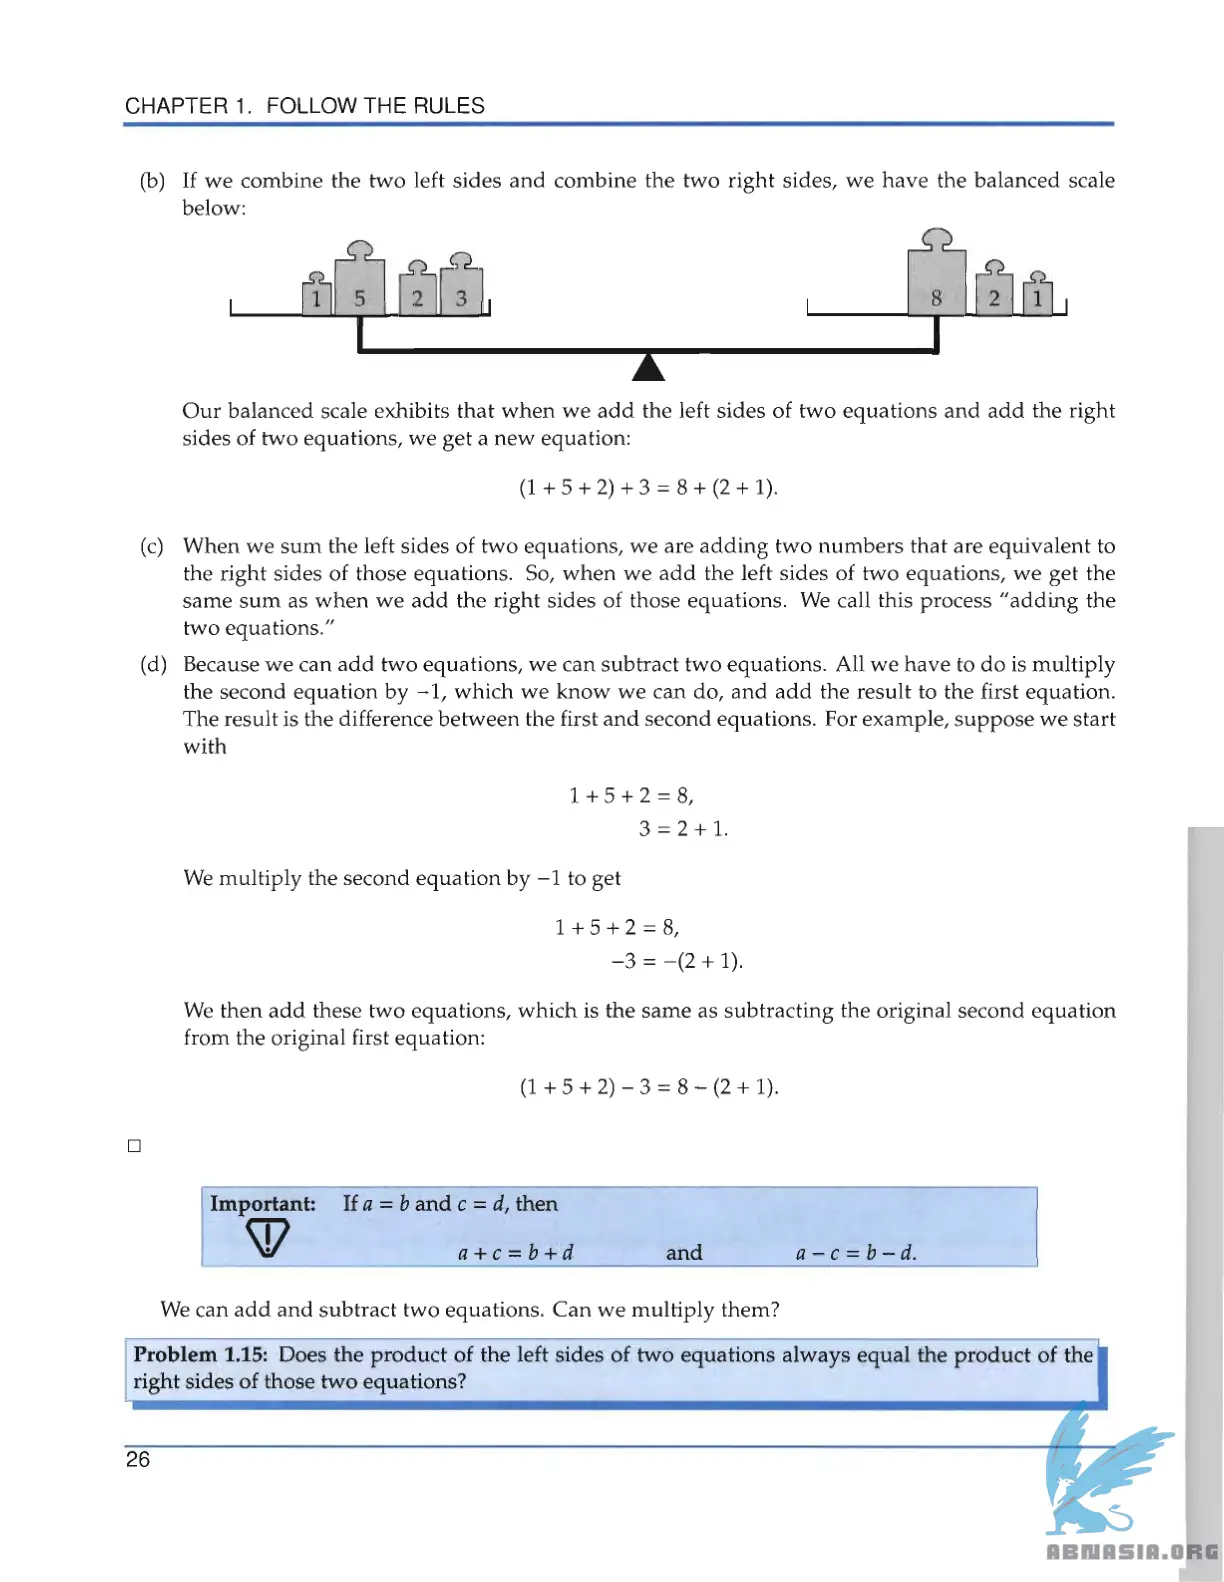 CHAPTER 1. FOLLOW THE RULES
(b) If we combine the two left sides and combine the two right sides, we have the balanced scale
below:
1 5 2 3 8 2 1
Our balanced scale exhibits that when we add the left sides of two equations and add the right
sides of two equations, we get a new equation:
(1 + 5 + 2) + 3 = 8 + (2 + 1).
(c) When we sum the left sides of two equations, we are adding two numbers that are equivalent to
the right sides of those equations. So, when we add the left sides of two equations, we get the
same sum as when we add the right sides of those equations. We call this process "adding the
two equations."
(d) Because we can add two equations, we can subtract two equations. All we have to do is multiply
the second equation by −1, which we know we can do, and add the result to the first equation.
The result is the difference between the first and second equations. For example, suppose we start
with
1 + 5 + 2 = 8,
3 = 2 + 1.
We multiply the second equation by −1 to get
1 + 5 + 2 = 8,
−3 = −(2 + 1).
We then add these two equations, which is the same as subtracting the original second equation
from the original first equation:
(1 + 5 + 2) − 3 = 8 − (2 + 1).
□
Important: If a = b and c = d, then
a + c = b + d and a − c = b − d.
We can add and subtract two equations. Can we multiply them?
Problem 1.15: Does the product of the left sides of two equations always equal the product of the
right sides of those two equations?
26
ABNASIA.ORG